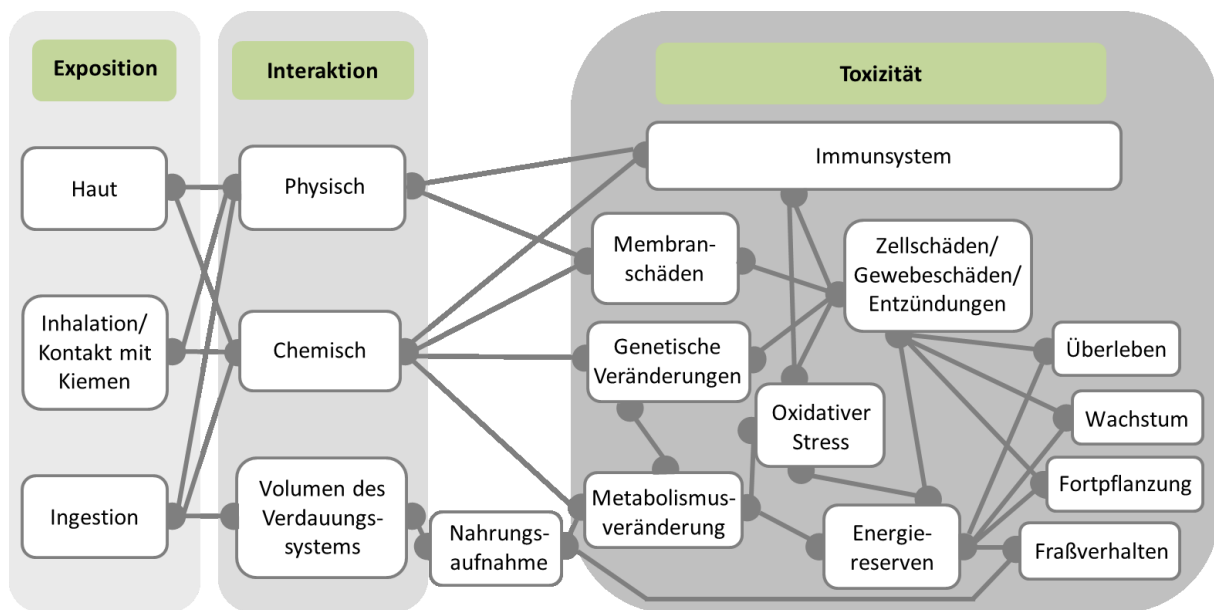 Exposition
Interaktion
Toxizität
Haut
Inhalation/
Kontakt mit
Kiemen
Ingestion
Physisch
Chemisch
Volumen des
Verdauungs-
systems
Nahrungs-
aufnahme
Immunsystem
Membran-
schäden
Zellschäden/
Gewebeschäden/
Entzündungen
Genetische
Veränderungen
Oxidativer
Stress
Metabolismus-
veränderung
Energie-
reserven
Überleben
Wachstum
Fortpflanzung
Fraßverhalten